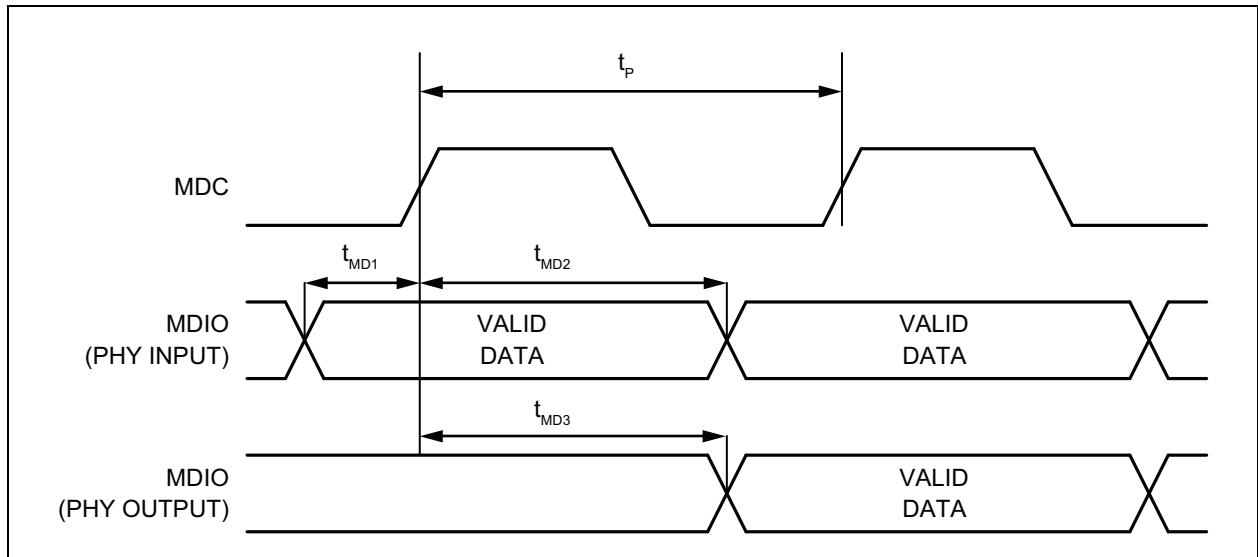 tP
MDC
tMD1
tMD2
MDIO
(PHY INPUT)
VALID
DATA
VALID
DATA
tMD3
MDIO
(PHY OUTPUT)
VALID
DATA